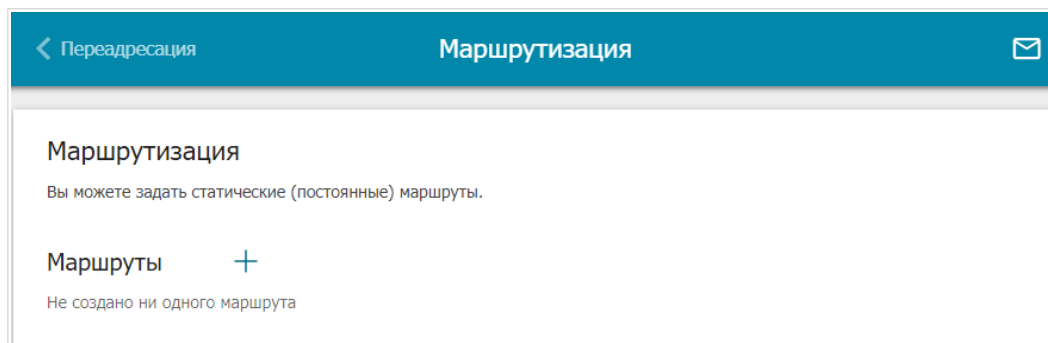 Переадресация
Маршрутизация
Маршрутизация
Вы можете задать статические (постоянные) маршруты.
Маршруты
Не создано ни одного маршрута